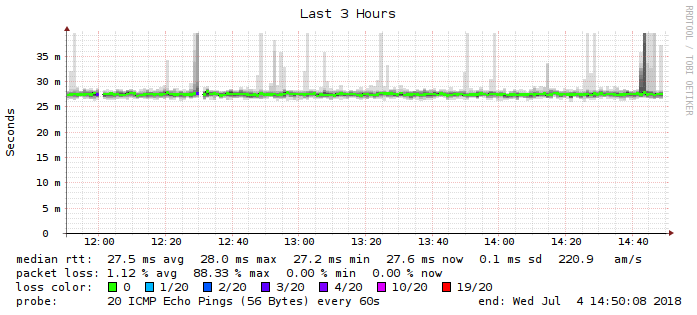 Last 3 Hours
RRDTOOL / TOBI OETIKER
Seconds
35 m
30 m
25 m
20 m
15 m
10 m
5 m
0
12:00 12:20 12:40 13:00 13:20 13:40 14:00 14:20 14:40
median rtt: 27.5 ms avg 28.0 ms max 27.2 ms min 27.6 ms now 0.1 ms sd 220.9 am/s
packet loss: 1.12 % avg 88.33 % max 0.00 % min 0.00 % now
loss color: 0 1/20 2/20 3/20 4/20 10/20 19/20
probe: 20 ICMP Echo Pings (56 Bytes) every 60s end: Wed Jul 4 14:50:08 2018